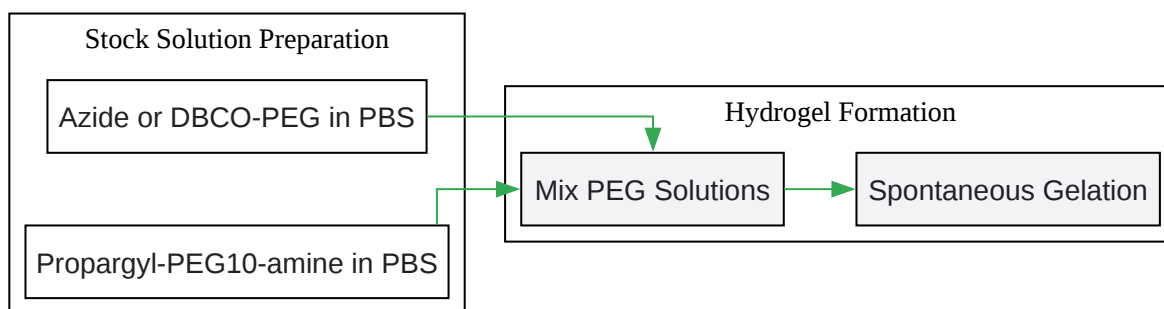 Stock Solution Preparation
Azide or DBCO-PEG in PBS
Propargyl-PEG10-amine in PBS
Hydrogel Formation
Mix PEG Solutions
Spontaneous Gelation